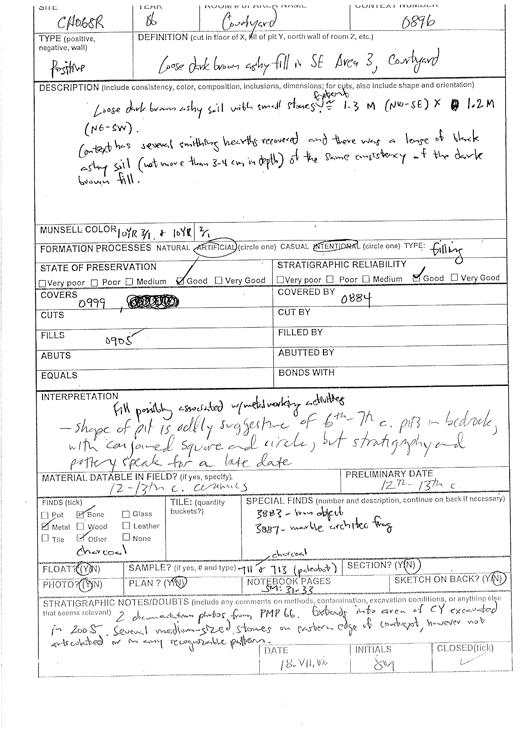 SITE YEAR ROOM # OR AREA NAME CONTEXT NUMBER
CH06SR 06 Courtyard 0896
TYPE (positive, negative, wall) DEFINITION (cut in floor of X, fill of pit Y, north wall of room Z, etc.)
Positive Loose dark brown ashy fill in SE Area 3, Courtyard
DESCRIPTION (include consistency, color, composition, inclusions, dimensions; for cuts, also include shape and orientation)
Loose dark brown ashy soil with small stones. Extent ≅ 1.3 M (NW-SE) X 1.2 M
(NE-SW).
Context has several smithing hearths recovered and there was a lense of black
ashy soil (not more than 3-4 cm in depth) of the same consistency of the dark
brown fill.
MUNSELL COLOR 10YR 3/1, + 10YR 2/1
FORMATION PROCESSES NATURAL ARTIFICIAL (circle one) CASUAL INTENTIONAL (circle one) TYPE: filling
STATE OF PRESERVATION STRATIGRAPHIC RELIABILITY
Very poor Poor Medium Good Very Good Very poor Poor Medium Good Very Good
COVERS 0999, COVERED BY 0884
CUTS CUT BY
FILLS 0905 FILLED BY
ABUTS ABUTTED BY
EQUALS BONDS WITH
INTERPRETATION
Fill possibly associated w/metalworking activities
- shape of pit is oddly suggestive of 6th-7th c. pits in bedrock,
with conjoined square and circle, but stratigraphy and
pottery speak for a late date
MATERIAL DATABLE IN FIELD? (if yes, specify), PRELIMINARY DATE
12-13th c. ceramics 12th-13th c
FINDS (tick) TILE: (quantity buckets?) SPECIAL FINDS (number and description, continue on back if necessary)
Pot Bone Glass 3883- iron object
Metal Wood Leather 3887- marble architec frag
Tile Other None
charcoal
charcoal
FLOAT? (Y/N) SAMPLE? (if yes, # and type) 711 & 713 SECTION? (Y/N)
PHOTO? (Y/N) PLAN? (Y/N) NOTEBOOK PAGES SM: 31-33 SKETCH ON BACK? (Y/N)
STRATIGRAPHIC NOTES/DOUBTS (include any comments on methods, contamination, excavation conditions, or anything else
that seems relevant) 2 documentation photos from PMP 66. Extends into area of CY excavated
in 2005. Several medium-sized stones on eastern edge of context, however not
articulated or in any recognizable pattern.
DATE INITIALS CLOSED(tick)
18.VII.06